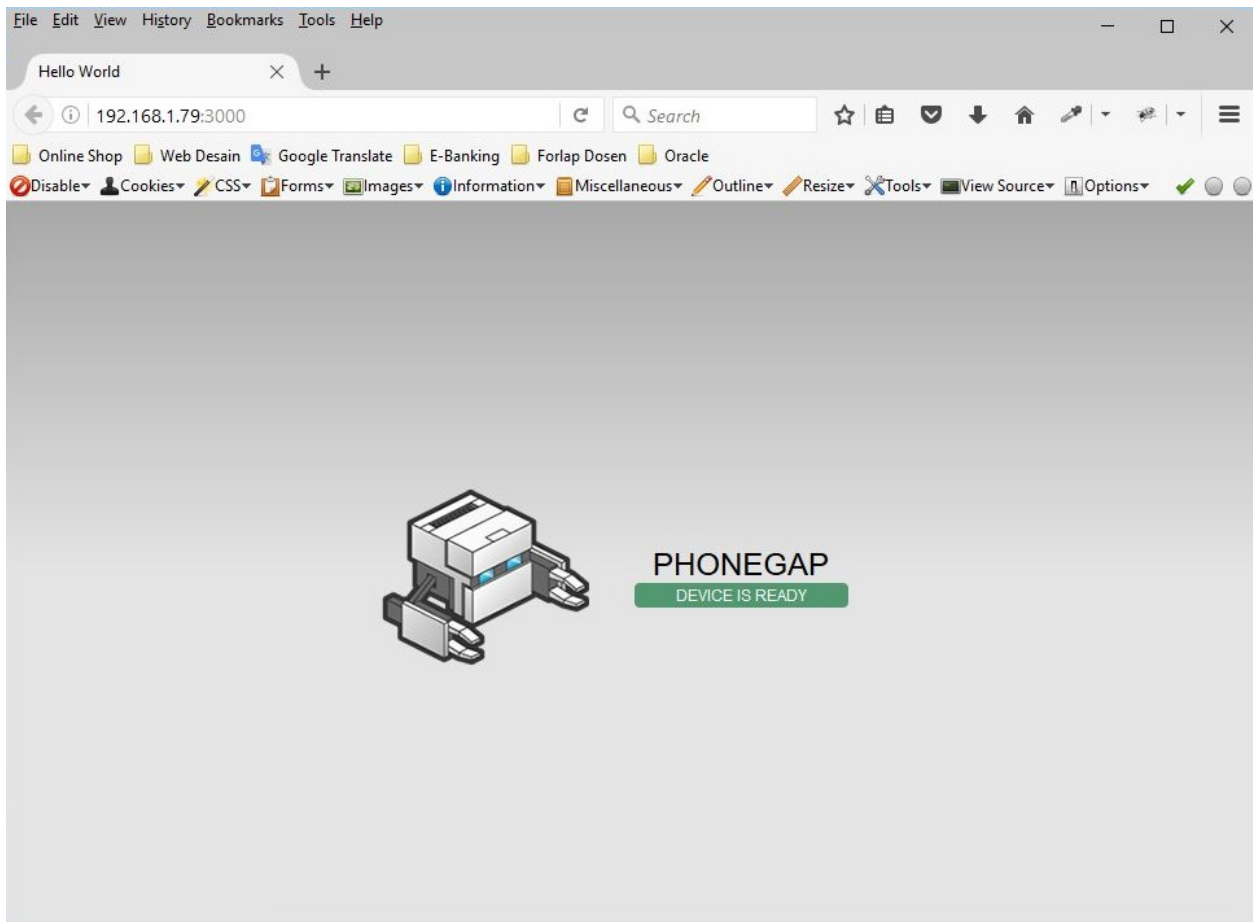 File Edit View History Bookmarks Tools Help
Hello World
192.168.1.79:3000 Search
Online Shop Web Desain Google Translate E-Banking Forlap Dosen Oracle
Disable Cookies CSS Forms Images Information Miscellaneous Outline Resize Tools View Source Options
PHONEGAP
DEVICE IS READY